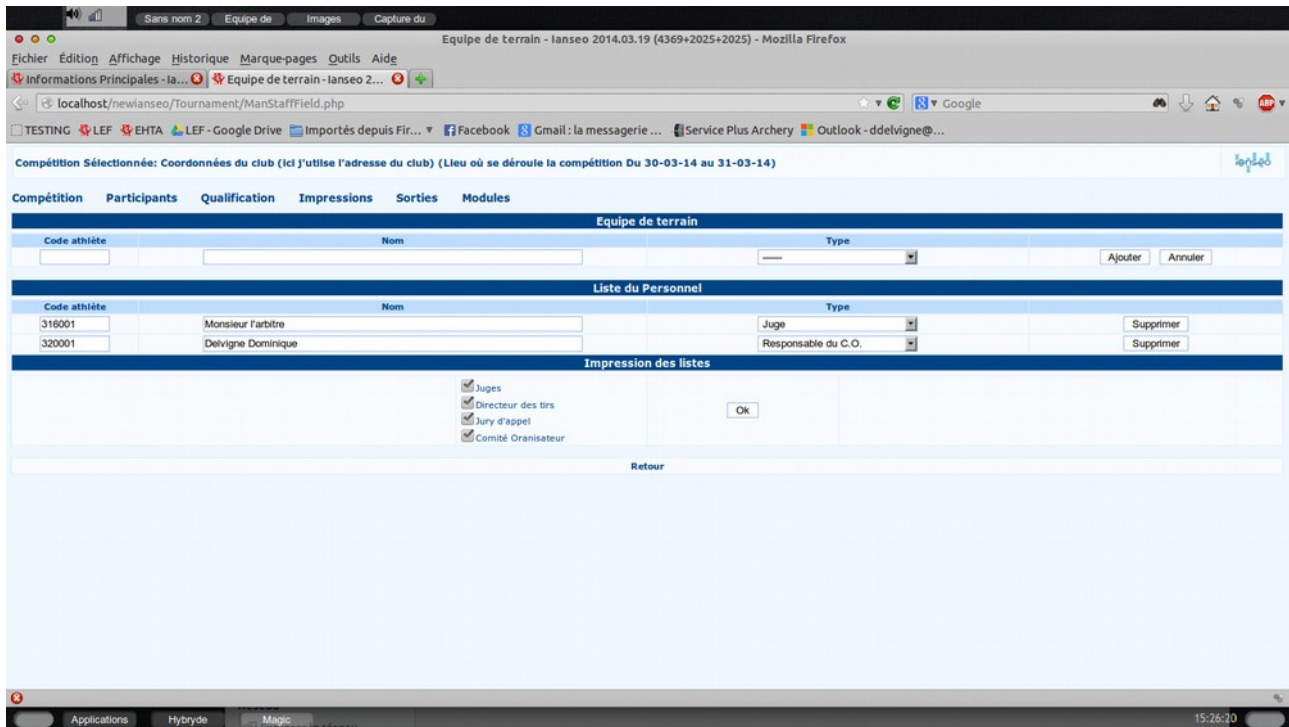 Sans nom 2 Equipe de Images Capture du
Equipe de terrain - Ianseo 2014.03.19 (4369+2025+2025) - Mozilla Firefox
Fichier Édition Affichage Historique Marque-pages Outils Aide
Informations Principales - Ia... Equipe de terrain - Ianseo 2...
localhost/newianseo/Tournament/ManStaffField.php Google ABP
TESTING LEF EHTA LEF - Google Drive Importés depuis Fir... Facebook Gmail : la messagerie ... Service Plus Archery Outlook - ddelvigne@...
Compétition Sélectionnée: Coordonnées du club (ici j'utilse l'adresse du club) (Lieu où se déroule la compétition Du 30-03-14 au 31-03-14) ianseo
Compétition Participants Qualification Impressions Sorties Modules
Equipe de terrain
Code athlète Nom Type
------ Ajouter Annuler
Liste du Personnel
Code athlète Nom Type
316001 Monsieur l'arbitre Juge Supprimer
320001 Delvigne Dominique Responsable du C.O. Supprimer
Impression des listes
Juges
Directeur des tirs
Ok
Jury d'appel
Comité Oranisateur
Retour
Applications Hybryde Magic 15:26:20